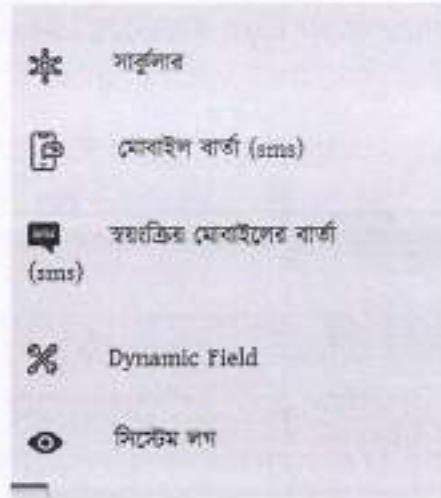 সার্কুলার
মোবাইল বার্তা (sms)
স্বয়ংক্রিয় মোবাইলের বার্তা
(sms)
Dynamic Field
সিস্টেম লগ